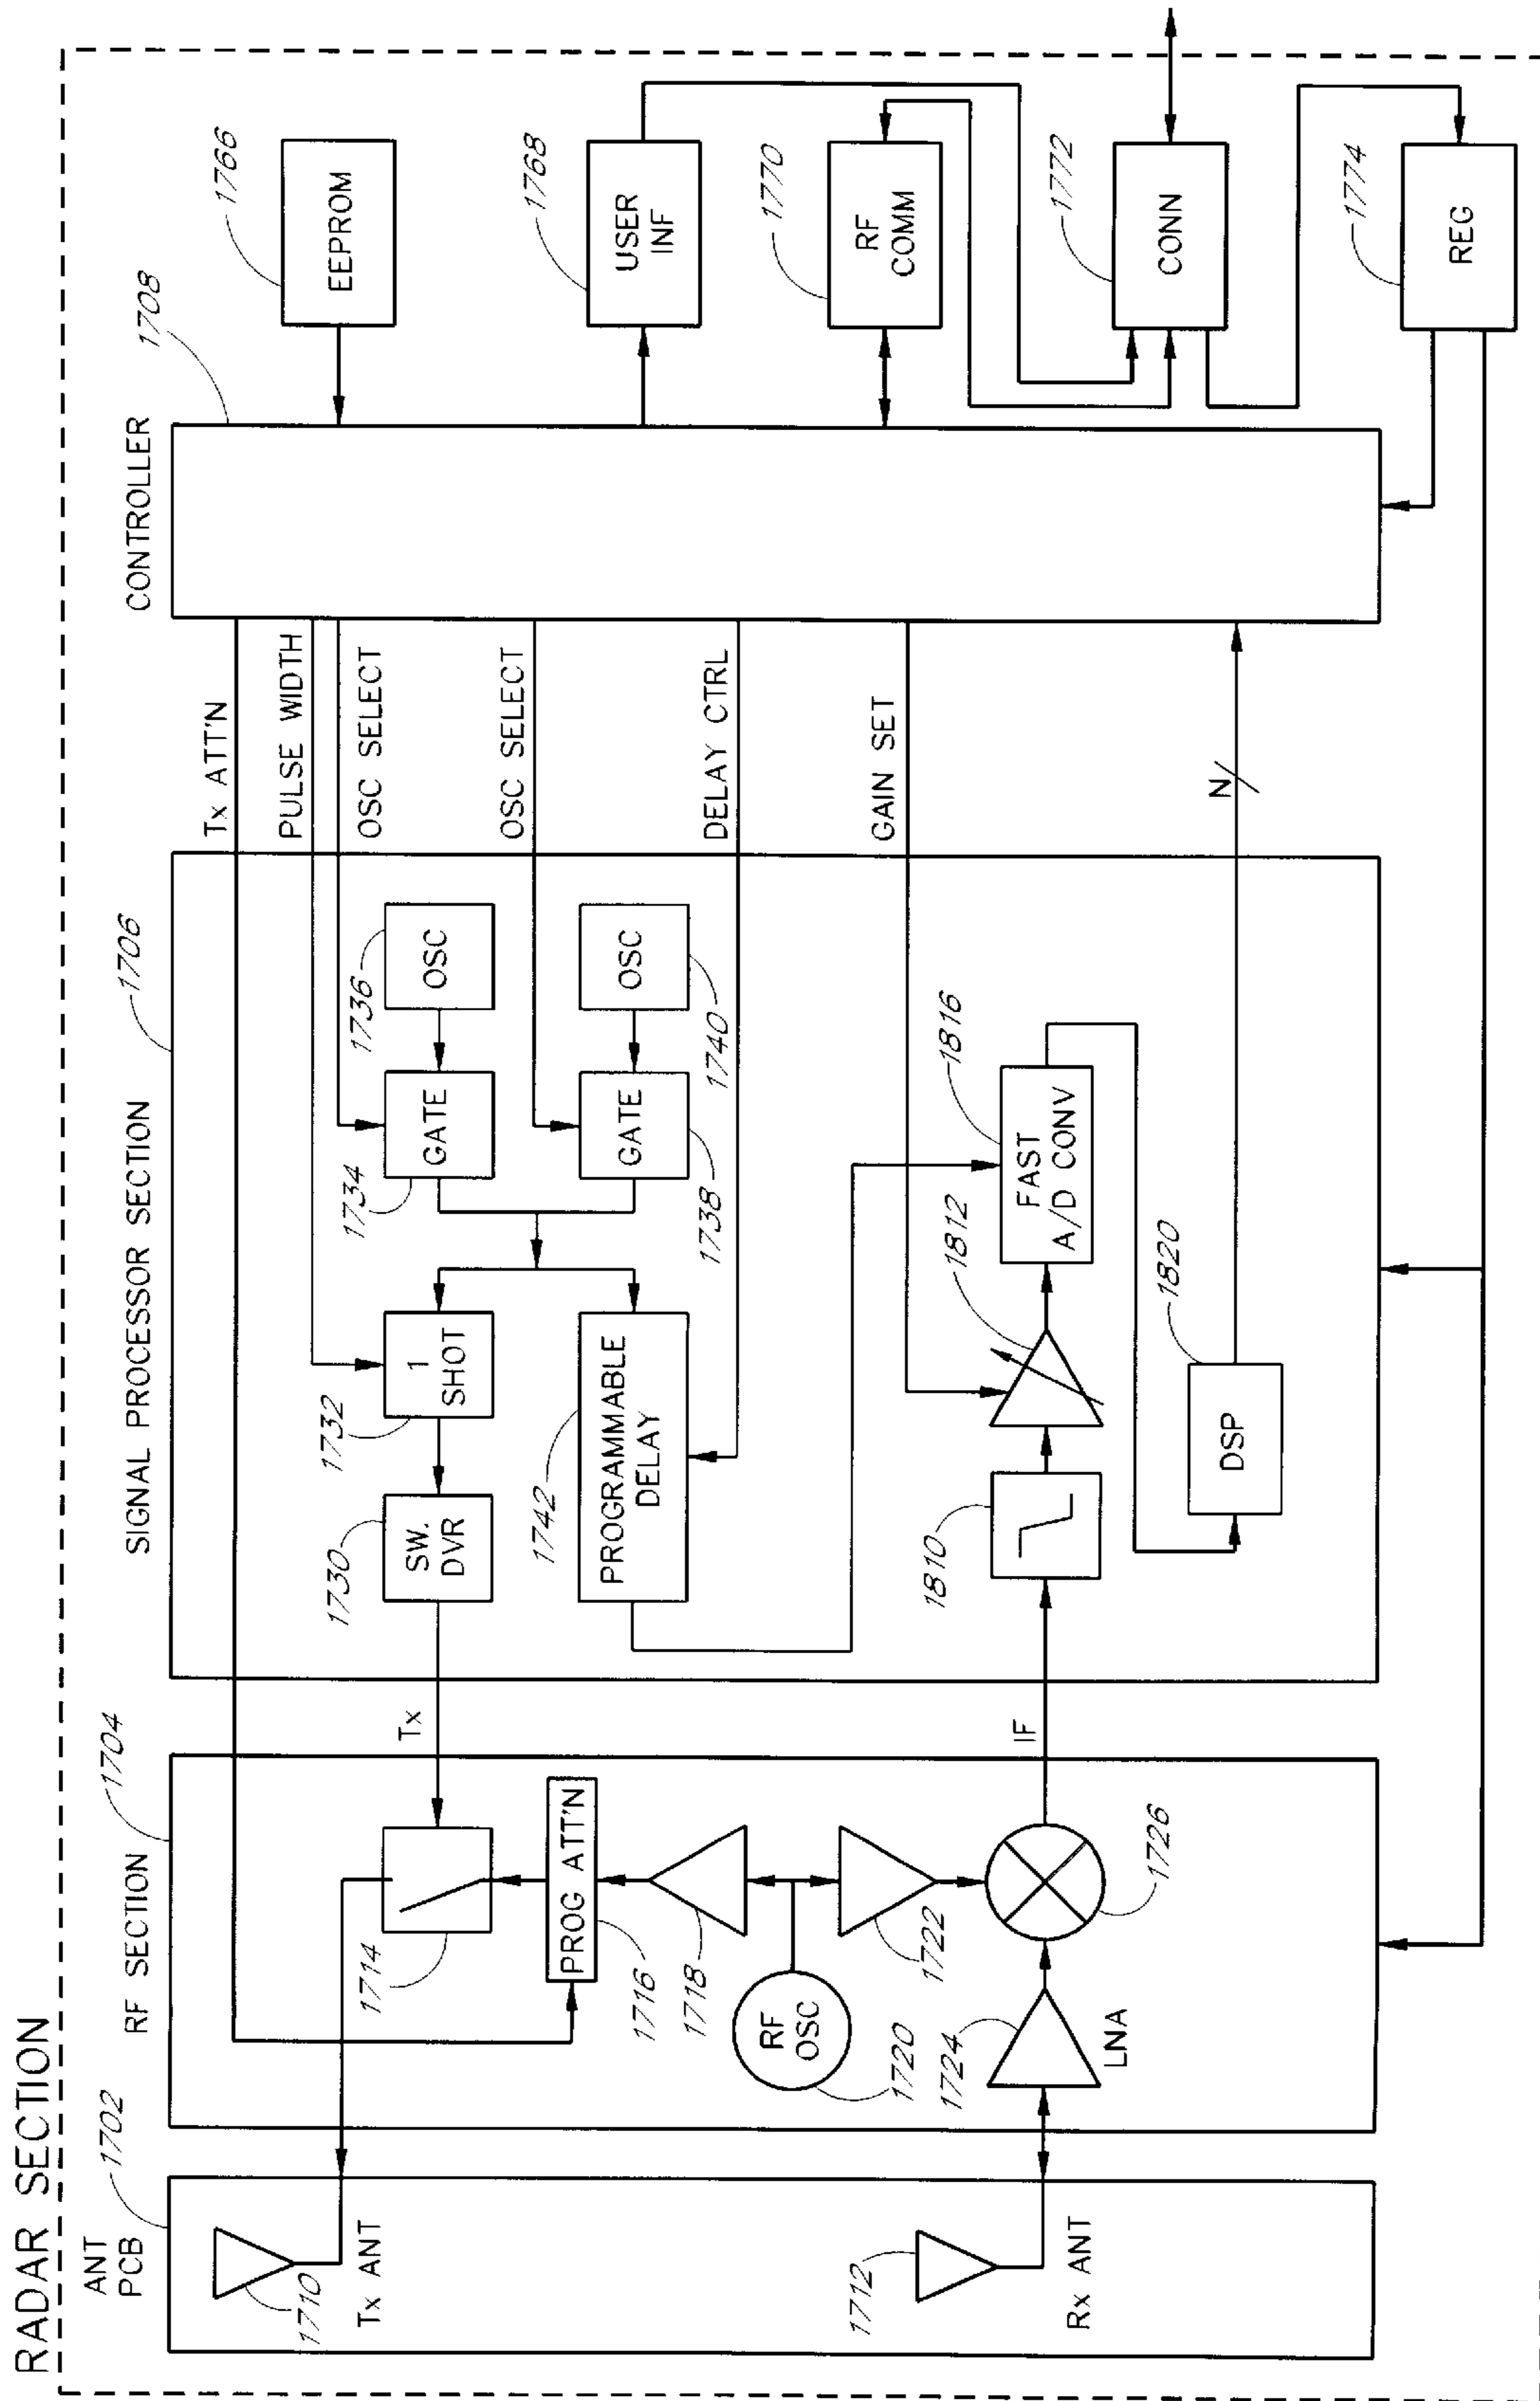 RADAR SECTION
ANT
PCB
1702
1710
Tx ANT
1712
Rx ANT
RF SECTION
1704
1714
PROG ATT'N
1716
1718
RF
OSC
1720
1722
1724
LNA
1726
Tx
IF
SIGNAL PROCESSOR SECTION
1706
SW.
DVR
1730
1
SHOT
1732
GATE
1734
OSC
1736
GATE
1738
OSC
1740
PROGRAMMABLE
DELAY
1742
1810
1812
FAST
A/D CONV
1816
DSP
1820
Tx ATT'N
PULSE WIDTH
OSC SELECT
OSC SELECT
DELAY CTRL
GAIN SET
N
CONTROLLER
1708
EEPROM
1766
USER
INF
1768
RF
COMM
1770
CONN
1772
REG
1774